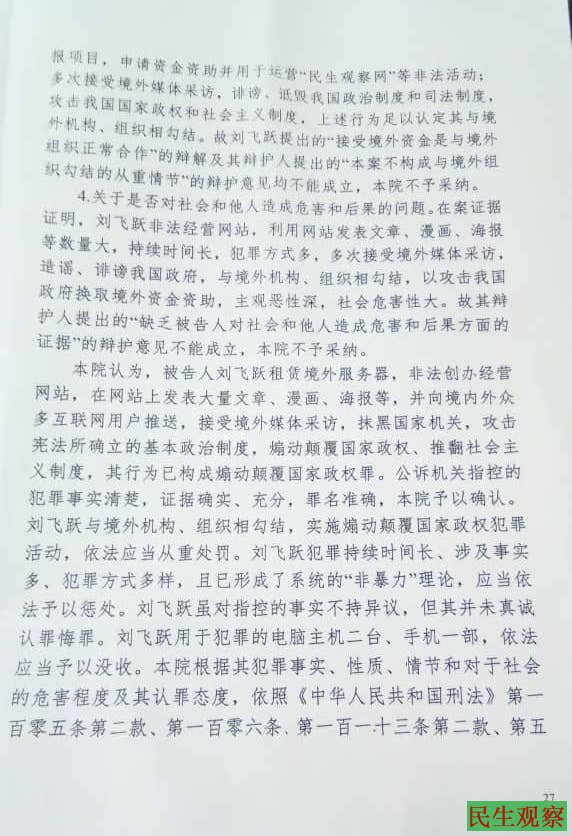 报项目，申请资金资助并用于运营“民生观察网”等非法活动；
多次接受境外媒体采访，诽谤、诋毁我国政治制度和司法制度，
攻击我国国家政权和社会主义制度，上述行为足以认定其与境
外机构、组织相勾结。故刘飞跃提出的“接受境外资金是与境外
组织正常合作”的辩解及其辩护人提出的“本案不构成与境外组
织勾结的从重情节”的辩护意见均不能成立，本院不予采纳。
4.关于是否对社会和他人造成危害和后果的问题。在案证据
证明，刘飞跃非法经营网站，利用网站发表文章、漫画、海报
等数量大，持续时间长，犯罪方式多，多次接受境外媒体采访，
造谣、诽谤我国政府，与境外机构、组织相勾结，以攻击我国
政府换取境外资金资助，主观恶性深，社会危害性大。故其辩
护人提出的“缺乏被告人对社会和他人造成危害和后果方面的
证据”的辩护意见不能成立，本院不予采纳。
本院认为，被告人刘飞跃租赁境外服务器，非法创办经营
网站，在网站上发表大量文章、漫画、海报等，并向境内外众
多互联网用户推送，接受境外媒体采访，抹黑国家机关，攻击
宪法所确立的基本政治制度，煽动颠覆国家政权、推翻社会主
义制度，其行为已构成煽动颠覆国家政权罪。公诉机关指控的
犯罪事实清楚，证据确实、充分，罪名准确，本院予以确认。
刘飞跃与境外机构、组织相勾结，实施煽动颠覆国家政权犯罪
活动，依法应当从重处罚。刘飞跃犯罪持续时间长、涉及事实
多、犯罪方式多样，且已形成了系统的“非暴力”理论，应当依
法予以惩处。刘飞跃虽对指控的事实不持异议，但其并未真诚
认罪悔罪。刘飞跃用于犯罪的电脑主机二台、手机一部，依法
应当予以没收。本院根据其犯罪事实、性质、情节和对于社会
的危害程度及其认罪态度，依照《中华人民共和国刑法》第一
百零五条第二款、第一百零六条、第一百一十三条第二款、第五
27
民生观察